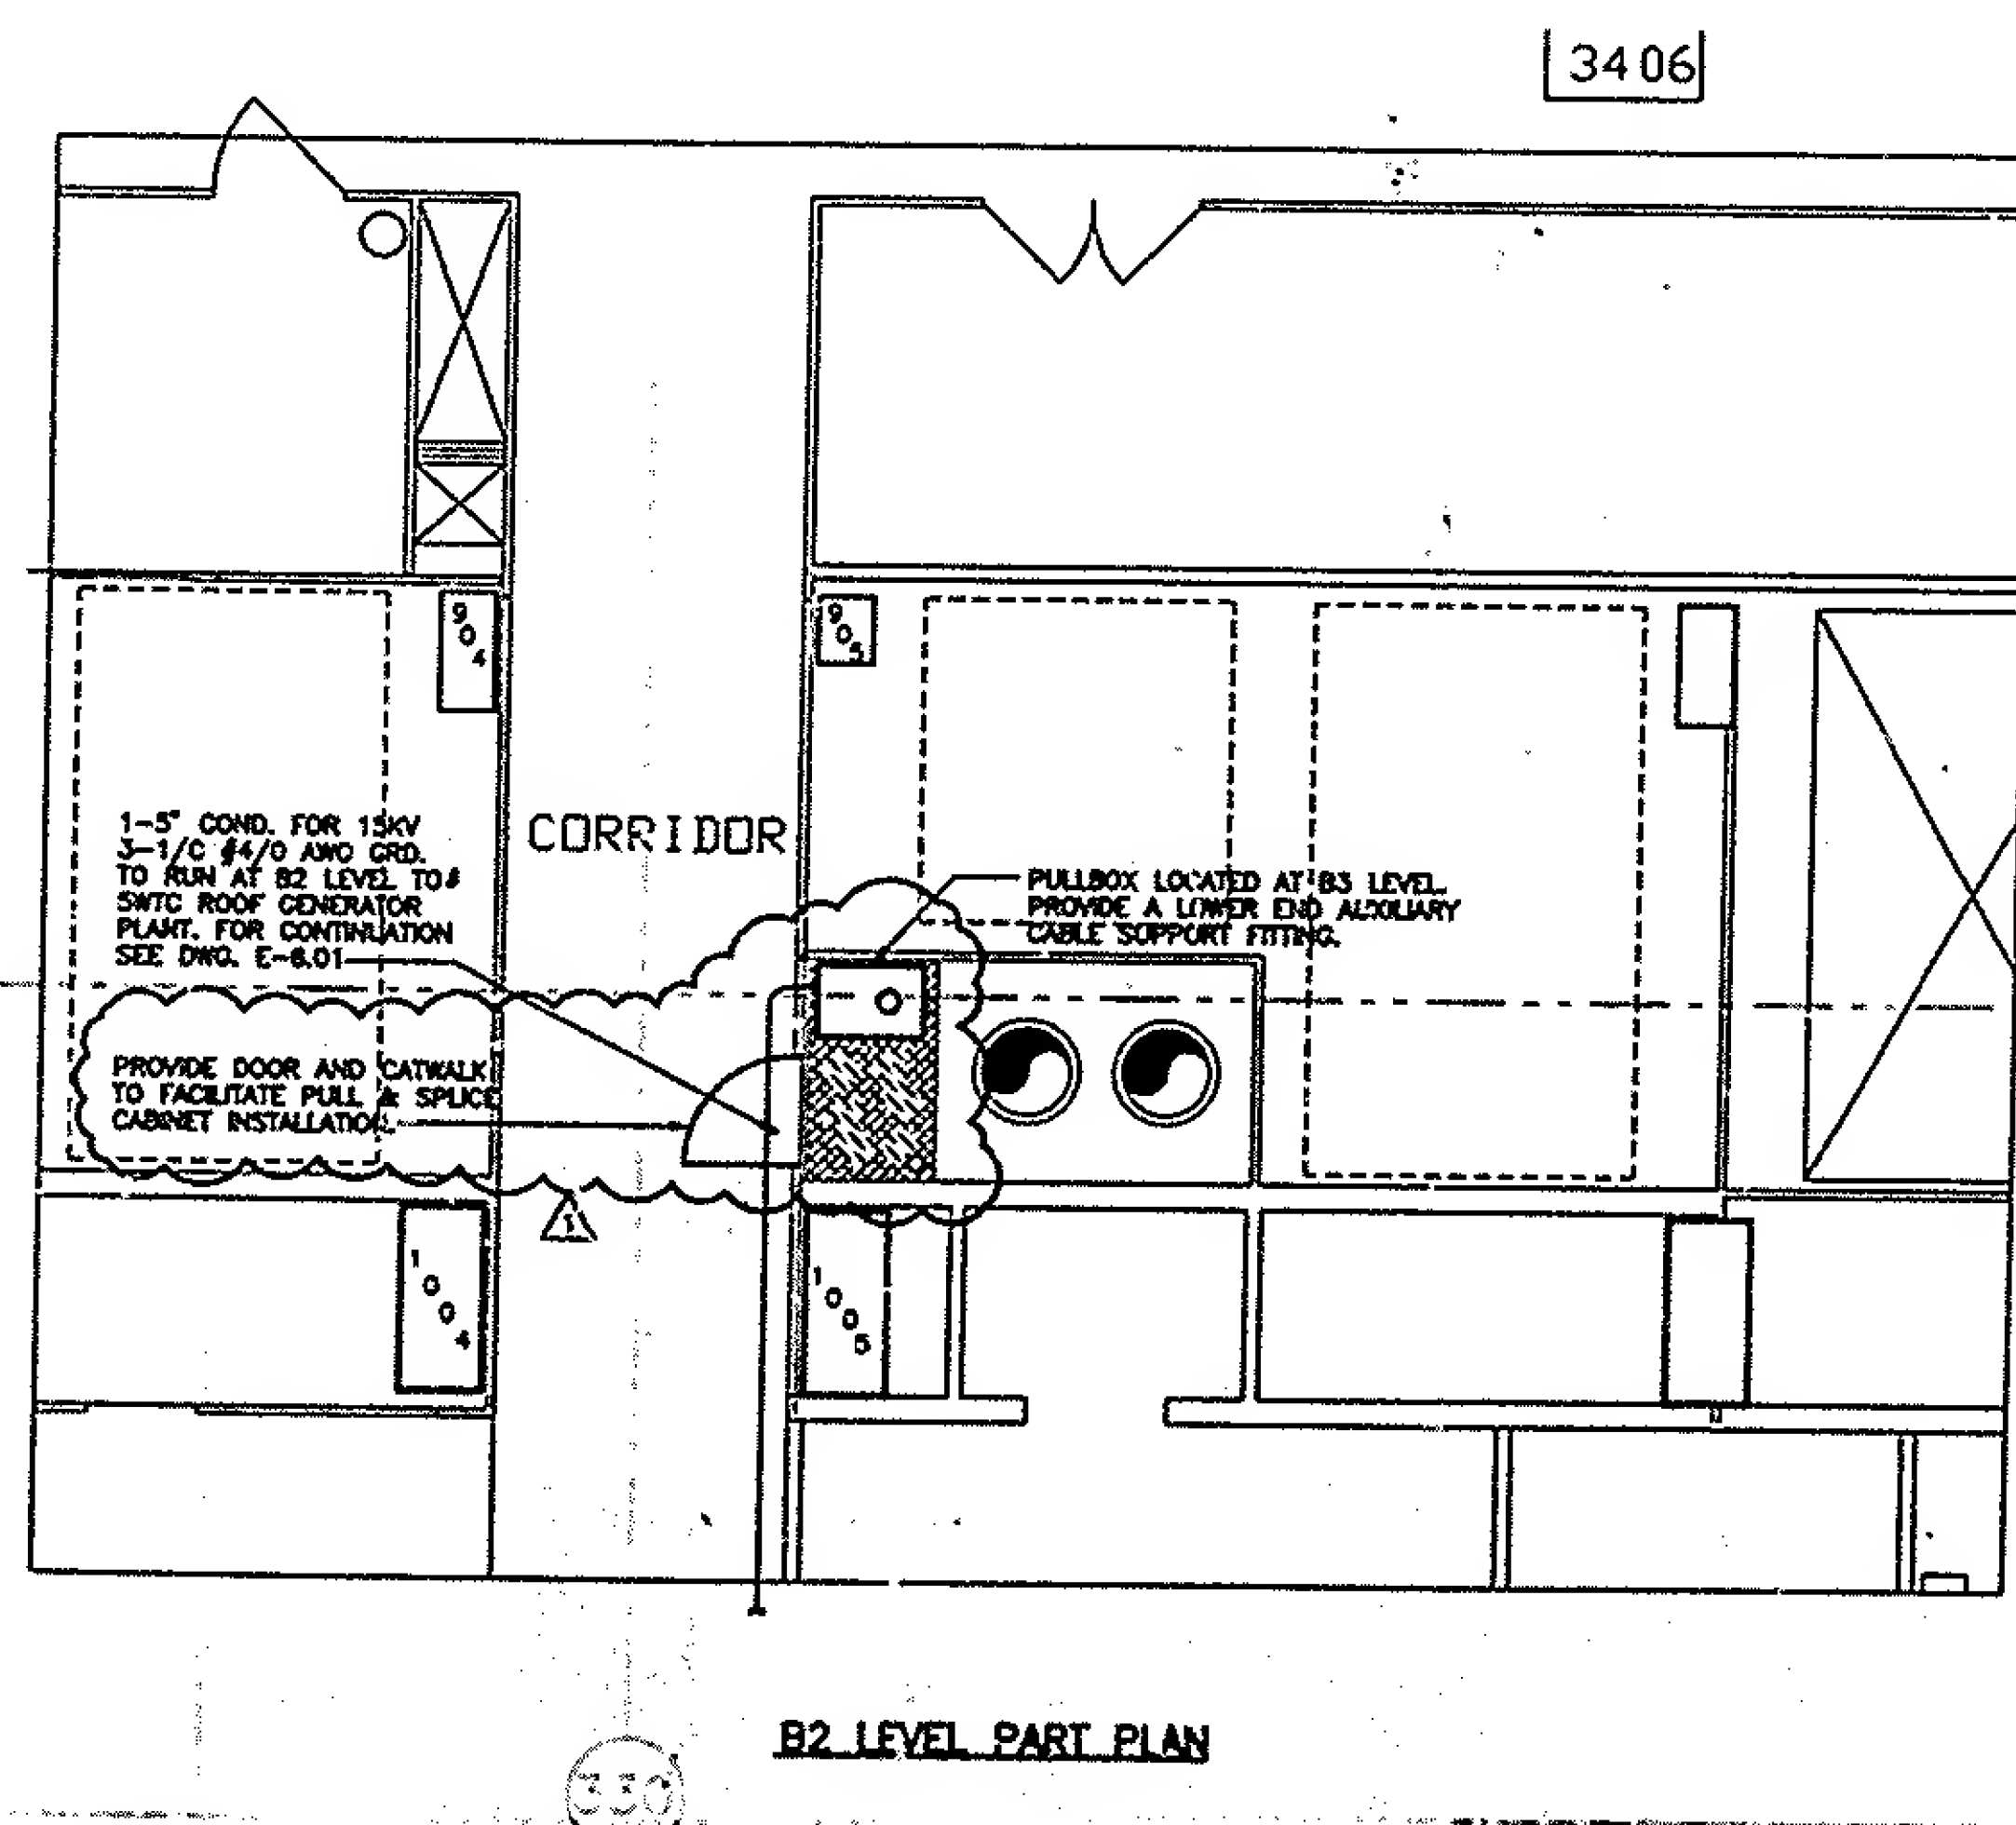 3406
904
905
1-5" COND. FOR 15KV
3-1/C #4/0 AWG GRD.
TO RUN AT B2 LEVEL TO
5WTC ROOF GENERATOR
PLANT. FOR CONTINUATION
SEE DWG. E-6.01
CORRIDOR
PULLBOX LOCATED AT B3 LEVEL.
PROVIDE A LOWER END AUXILIARY
CABLE SUPPORT FITTING.
PROVIDE DOOR AND CATWALK
TO FACILITATE PULL & SPLICE
CABINET INSTALLATION.
1
1004
1005
B2 LEVEL PART PLAN